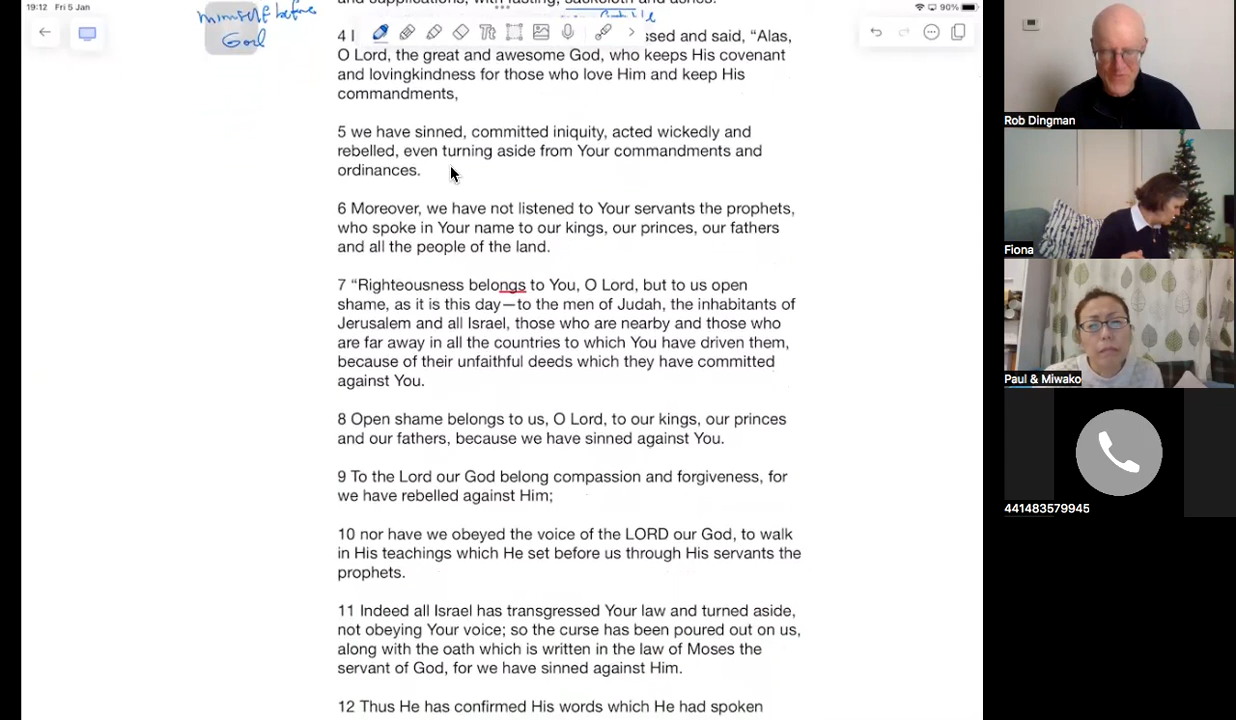 19:12 Fri 5 Jan
90%
himself before
God
and supplications, with fasting, sackcloth and ashes.
4 I
ssed and said, “Alas,
O Lord, the great and awesome God, who keeps His covenant
and lovingkindness for those who love Him and keep His
commandments,
5 we have sinned, committed iniquity, acted wickedly and
rebelled, even turning aside from Your commandments and
ordinances.
6 Moreover, we have not listened to Your servants the prophets,
who spoke in Your name to our kings, our princes, our fathers
and all the people of the land.
7 “Righteousness belongs to You, O Lord, but to us open
shame, as it is this day—to the men of Judah, the inhabitants of
Jerusalem and all Israel, those who are nearby and those who
are far away in all the countries to which You have driven them,
because of their unfaithful deeds which they have committed
against You.
8 Open shame belongs to us, O Lord, to our kings, our princes
and our fathers, because we have sinned against You.
9 To the Lord our God belong compassion and forgiveness, for
we have rebelled against Him;
10 nor have we obeyed the voice of the LORD our God, to walk
in His teachings which He set before us through His servants the
prophets.
11 Indeed all Israel has transgressed Your law and turned aside,
not obeying Your voice; so the curse has been poured out on us,
along with the oath which is written in the law of Moses the
servant of God, for we have sinned against Him.
12 Thus He has confirmed His words which He had spoken
Rob Dingman
Fiona
Paul & Miwako
441483579945